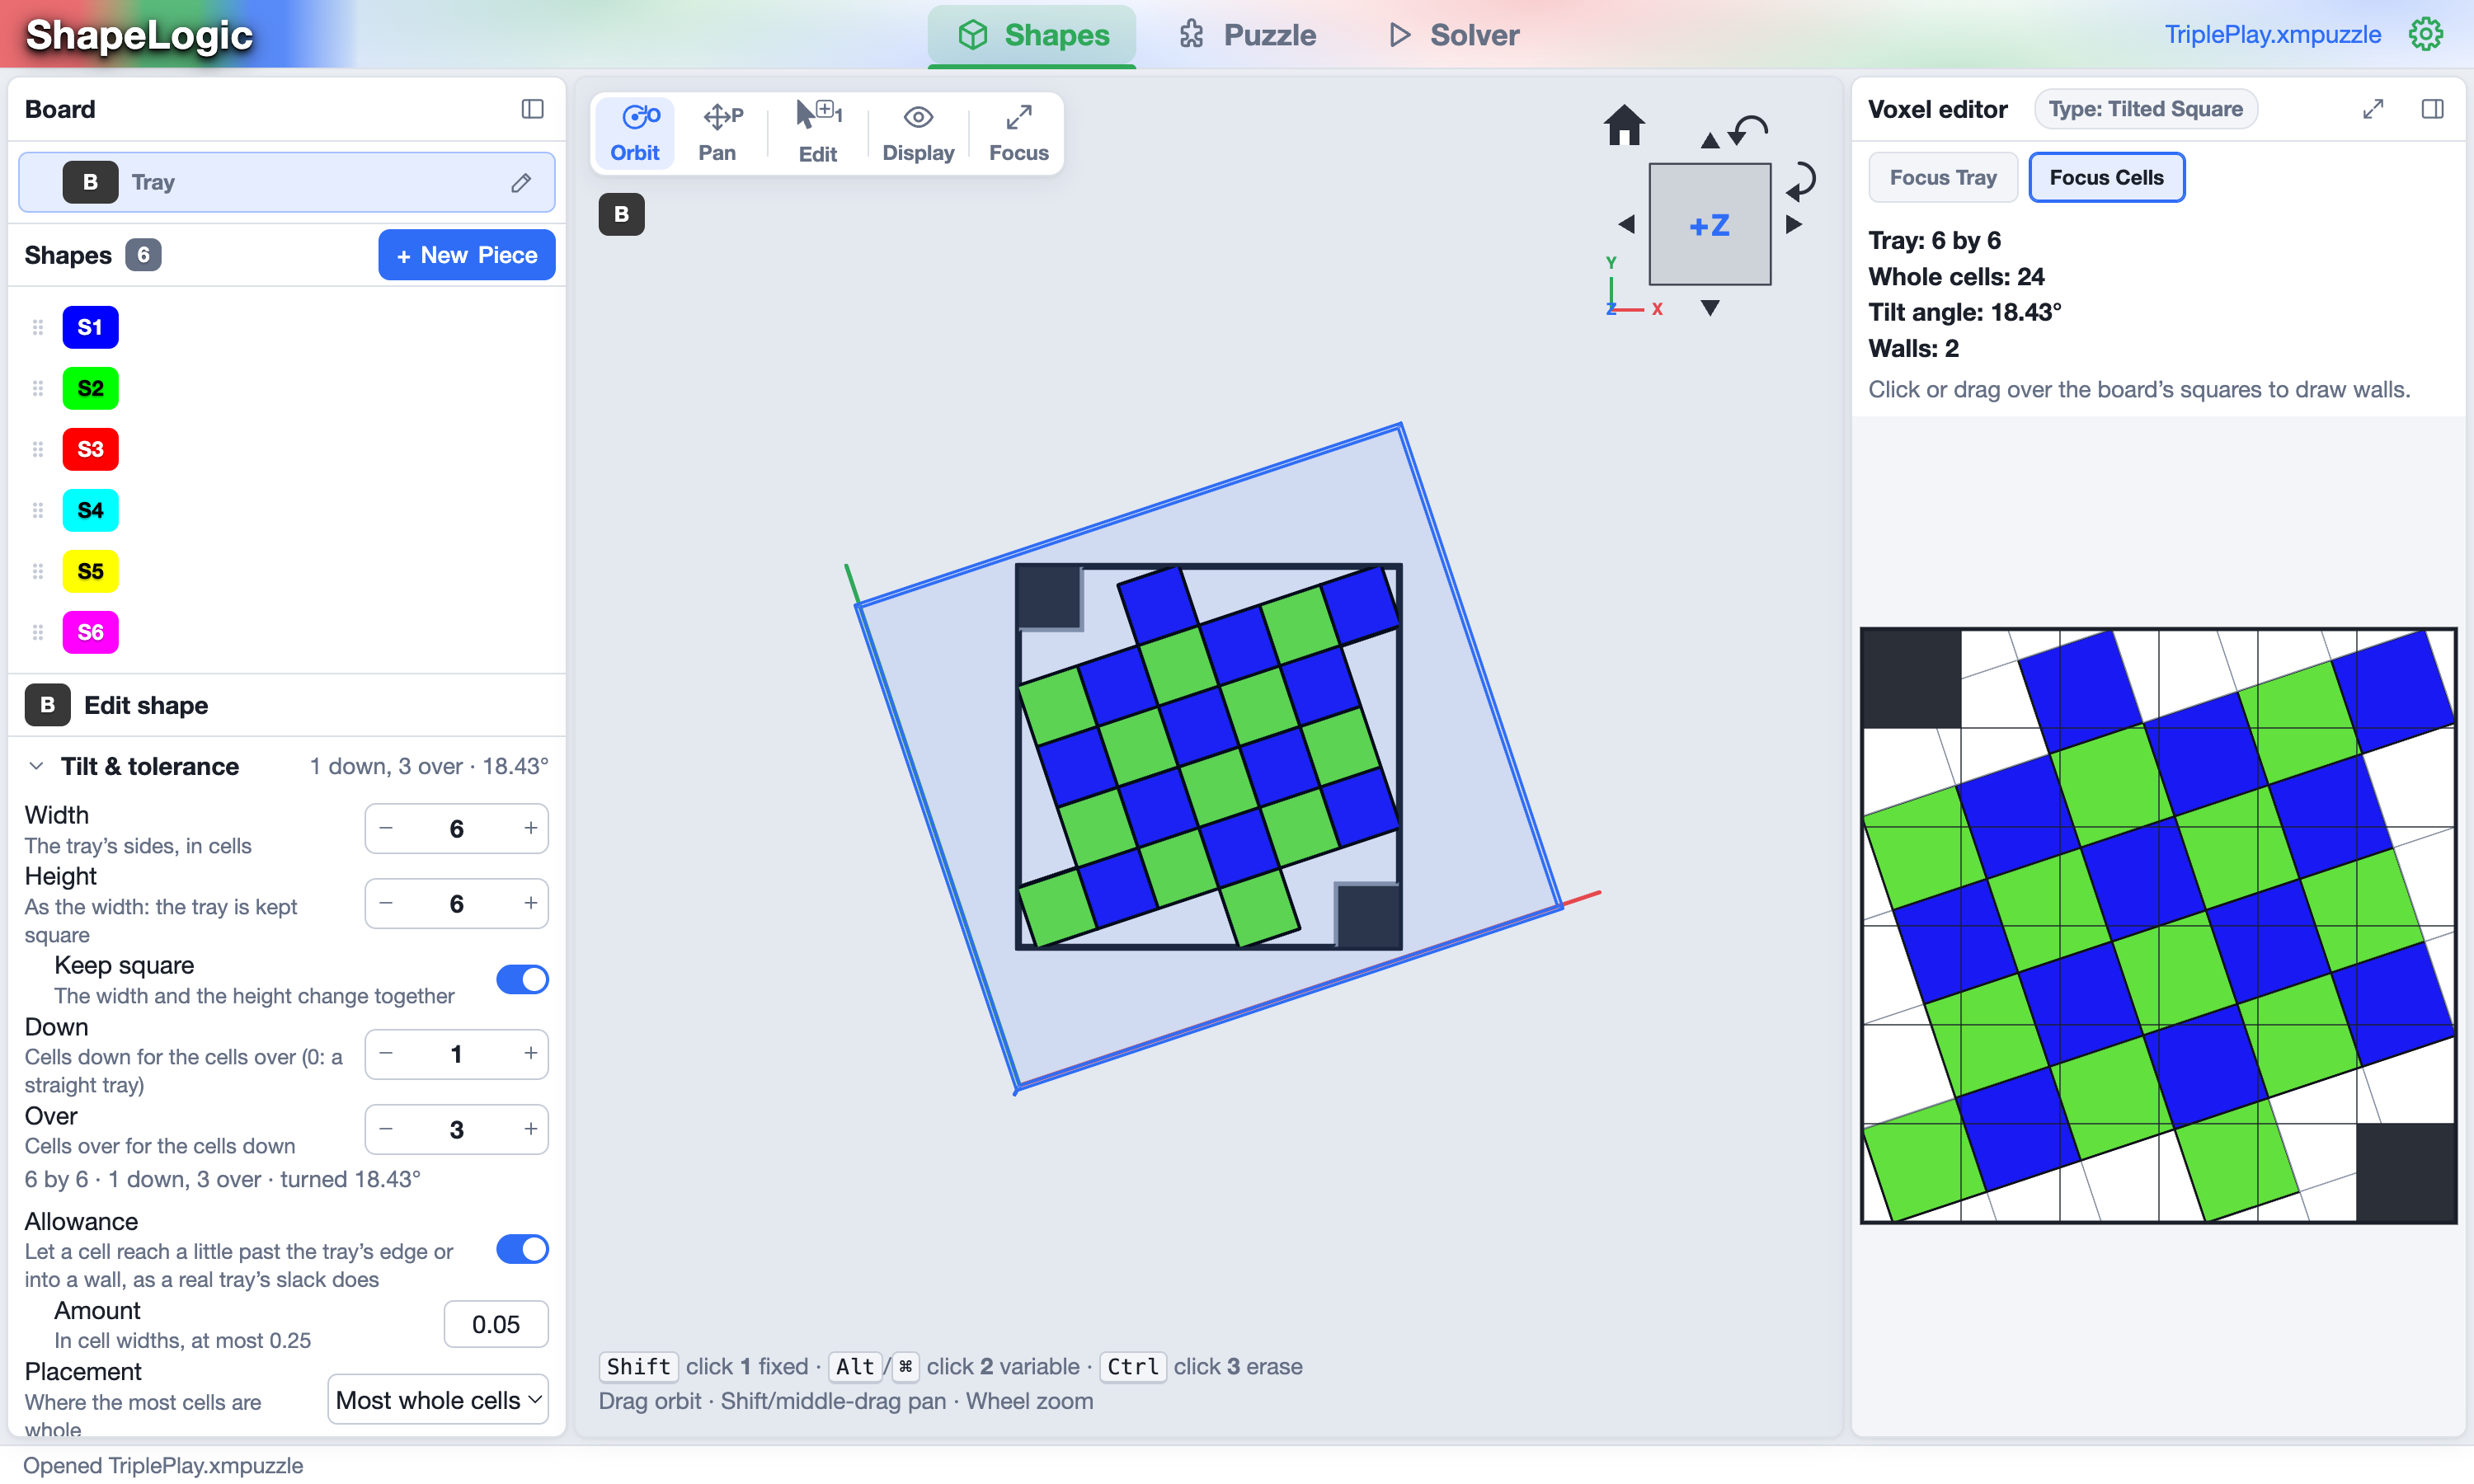 ShapeLogic
Shapes
Puzzle
Solver
TriplePlay.xmpuzzle
Board
B Tray
Shapes 6
+ New Piece
S1
S2
S3
S4
S5
S6
B Edit shape
Tilt & tolerance 1 down, 3 over · 18.43°
Width
The tray’s sides, in cells
− 6 +
Height
As the width: the tray is kept
square
− 6 +
Keep square
The width and the height change together
Down
Cells down for the cells over (0: a
straight tray)
− 1 +
Over
Cells over for the cells down
− 3 +
6 by 6 · 1 down, 3 over · turned 18.43°
Allowance
Let a cell reach a little past the tray’s edge or
into a wall, as a real tray’s slack does
Amount
In cell widths, at most 0.25
0.05
Placement
Where the most cells are
whole
Most whole cells
Opened TriplePlay.xmpuzzle
O
Orbit
P
Pan
1
Edit
Display
Focus
B
+Z
Y
Z X
Shift click 1 fixed · Alt/⌘ click 2 variable · Ctrl click 3 erase
Drag orbit · Shift/middle-drag pan · Wheel zoom
Voxel editor Type: Tilted Square
Focus Tray Focus Cells
Tray: 6 by 6
Whole cells: 24
Tilt angle: 18.43°
Walls: 2
Click or drag over the board’s squares to draw walls.